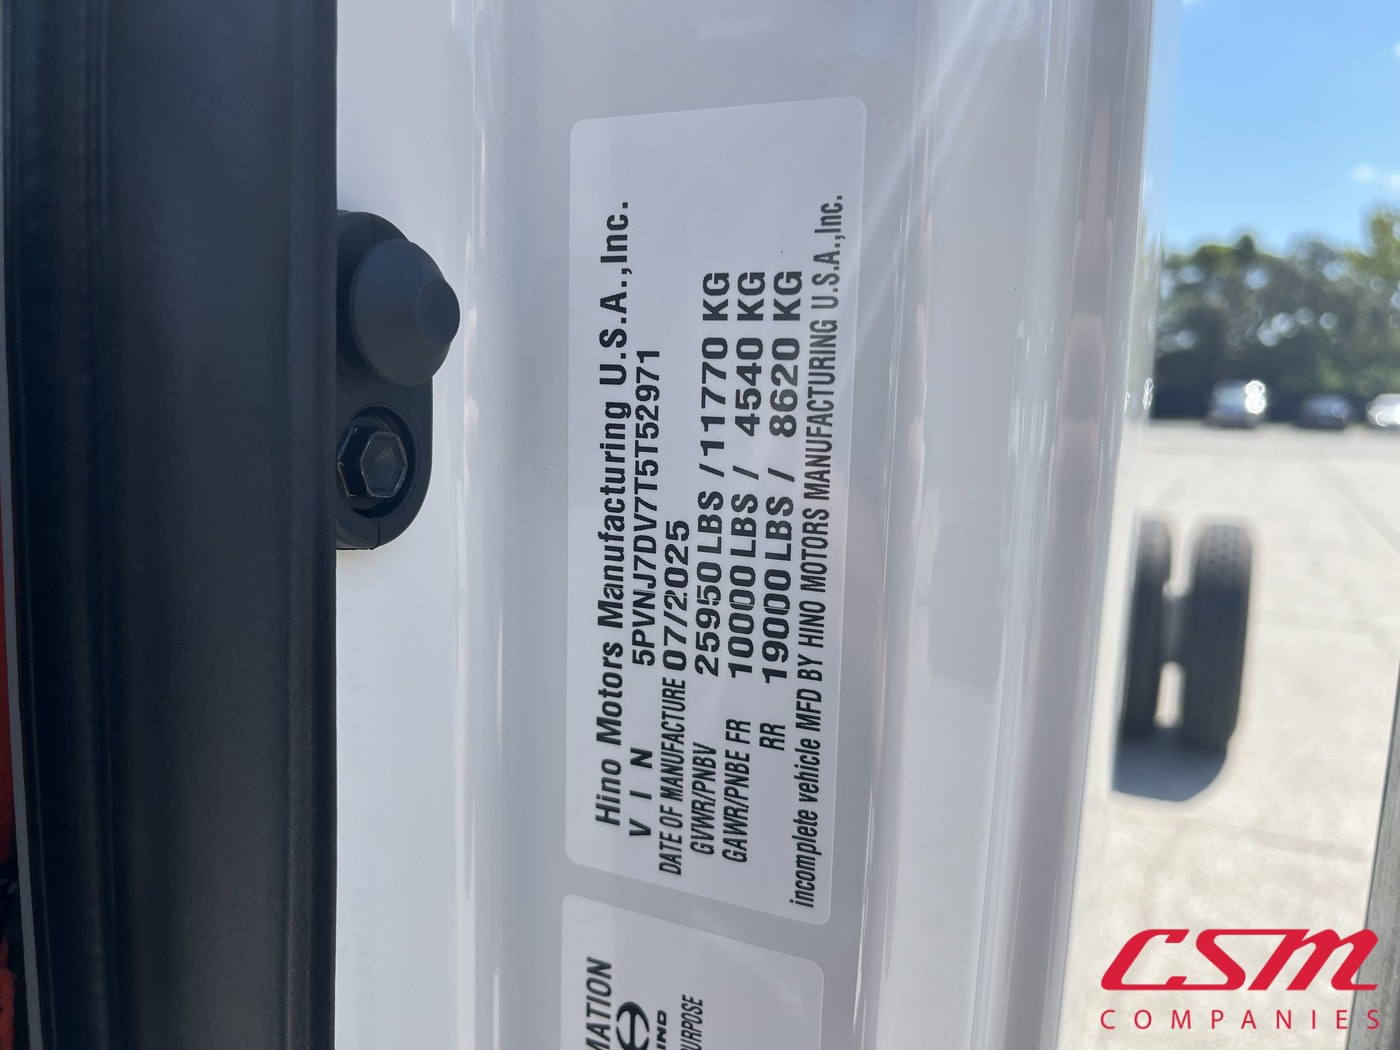 Hino Motors Manufacturing U.S.A.,Inc.
VIN 5PVNJ7DV7T5T52971
DATE OF MANUFACTURE 07/2025
GVWR/PNBV 25950 LBS / 11770 KG
GAWR/PNBE FR 10000 LBS / 4540 KG
RR 19000 LBS / 8620 KG
incomplete vehicle MFD BY HINO MOTORS MANUFACTURING U.S.A.,Inc.
CSM
COMPANIES